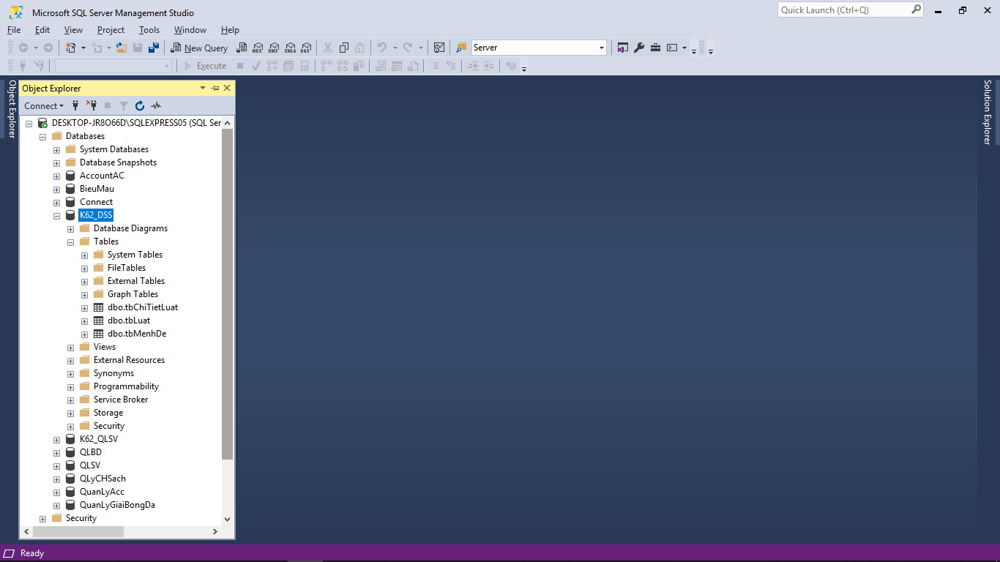 Microsoft SQL Server Management Studio
Quick Launch (Ctrl+Q)
File Edit View Project Tools Window Help
New Query MDX DMX XMLA DAX Server
Execute
Object Explorer
Object Explorer
Solution Explorer
Connect
DESKTOP-JR8O66D\SQLEXPRESS05 (SQL Ser
Databases
System Databases
Database Snapshots
AccountAC
BieuMau
Connect
K62_DSS
Database Diagrams
Tables
System Tables
FileTables
External Tables
Graph Tables
dbo.tbChiTietLuat
dbo.tbLuat
dbo.tbMenhDe
Views
External Resources
Synonyms
Programmability
Service Broker
Storage
Security
K62_QLSV
QLBD
QLSV
QLyCHSach
QuanLyAcc
QuanLyGiaiBongDa
Security
Ready